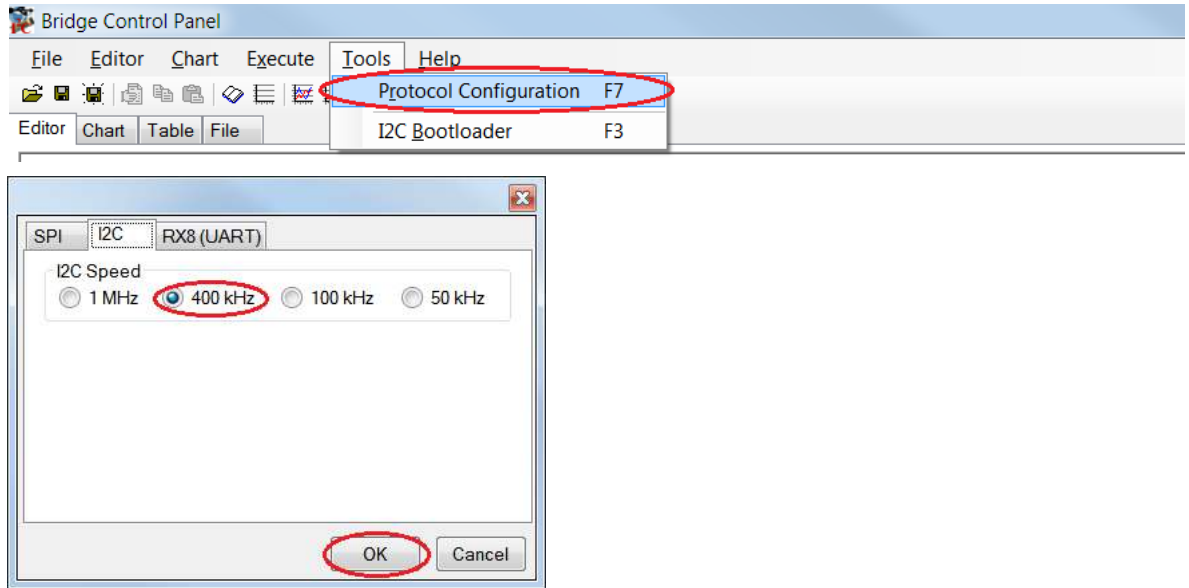 Bridge Control Panel
File Editor Chart Execute Tools Help
Protocol Configuration F7
Editor Chart Table File
I2C Bootloader F3
SPI I2C RX8 (UART)
I2C Speed
1 MHz 400 kHz 100 kHz 50 kHz
OK Cancel